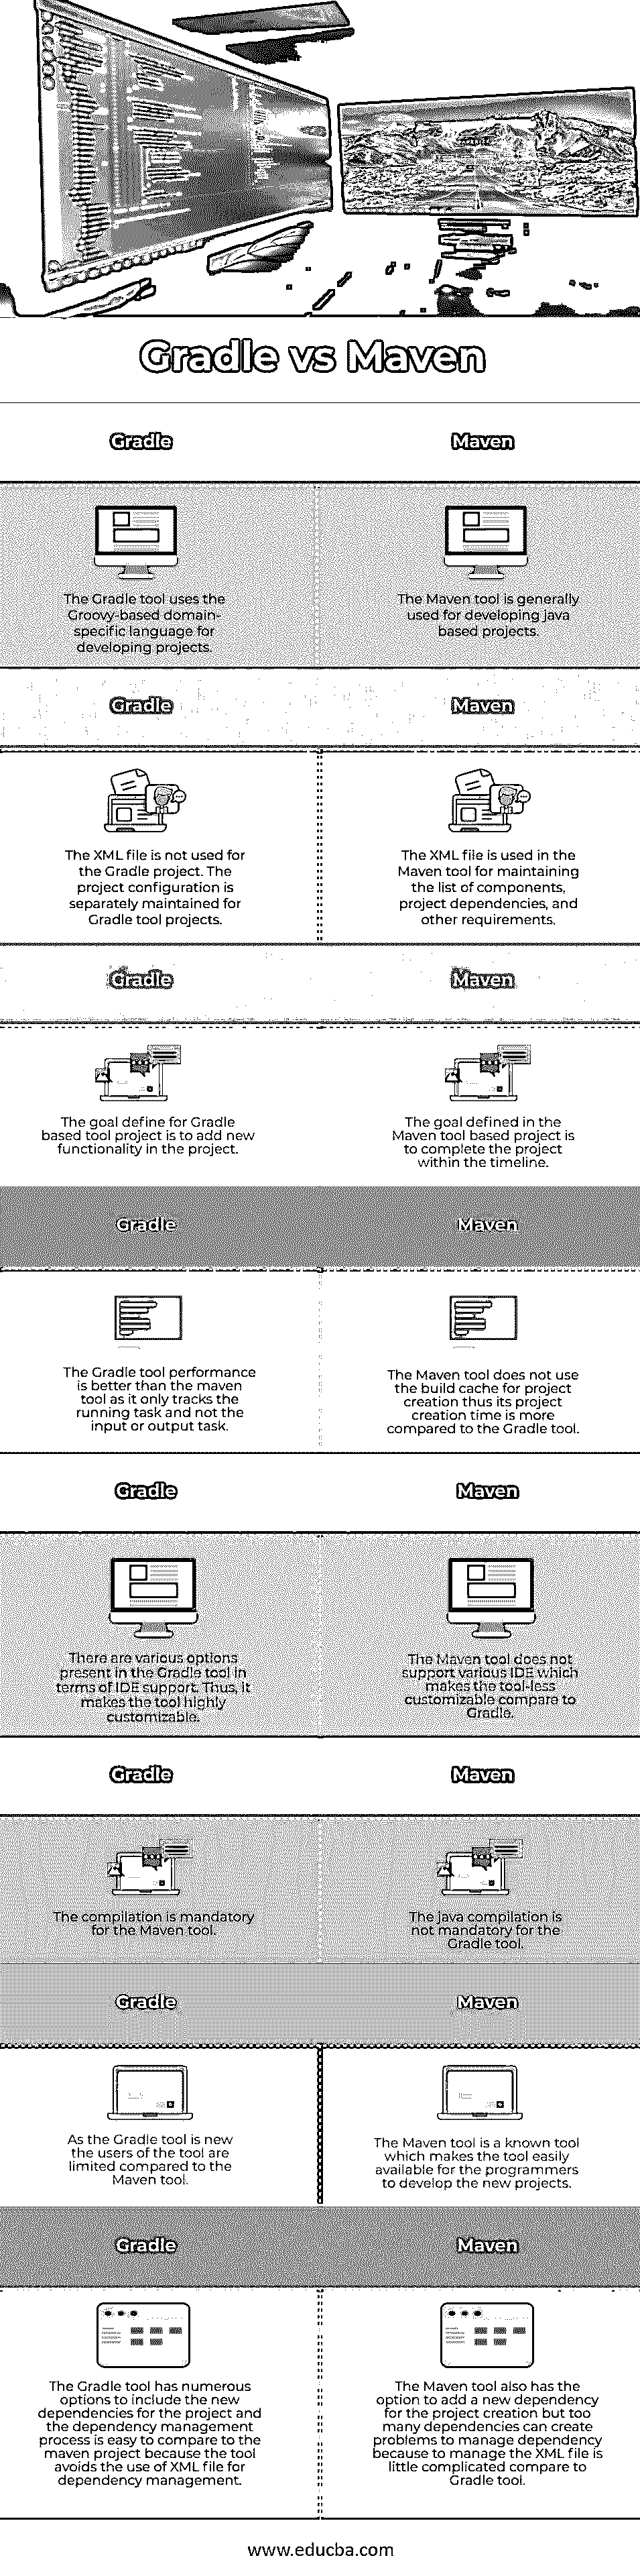 Gradle vs Maven
Gradle
Maven
The Gradle tool uses the
Groovy-based domain-
specific language for
developing projects.
The Maven tool is generally
used for developing java
based projects.
Gradle
Maven
The XML file is not used for
the Gradle project. The
project configuration is
separately maintained for
Gradle tool projects.
The XML file is used in the
Maven tool for maintaining
the list of components,
project dependencies, and
other requirements.
Gradle
Maven
The goal define for Gradle
based tool project is to add new
functionality in the project.
The goal defined in the
Maven tool based project is
to complete the project
within the timeline.
Gradle
Maven
The Gradle tool performance
is better than the maven
tool as it only tracks the
running task and not the
input or output task.
The Maven tool does not use
the build cache for project
creation thus its project
creation time is more
compared to the Gradle tool.
Gradle
Maven
There are various options
present in the Gradle tool in
terms of IDE support. Thus, it
makes the tool highly
customizable.
The Maven tool does not
support various IDE which
makes the tool-less
customizable compare to
Gradle.
Gradle
Maven
The compilation is mandatory
for the Maven tool.
The java compilation is
not mandatory for the
Gradle tool.
Gradle
Maven
As the Gradle tool is new
the users of the tool are
limited compared to the
Maven tool.
The Maven tool is a known tool
which makes the tool easily
available for the programmers
to develop the new projects.
Gradle
Maven
The Gradle tool has numerous
options to include the new
dependencies for the project and
the dependency management
process is easy to compare to the
maven project because the tool
avoids the use of XML file for
dependency management.
The Maven tool also has the
option to add a new dependency
for the project creation but too
many dependencies can create
problems to manage dependency
because to manage the XML file is
little complicated compare to
Gradle tool.
www.educba.com